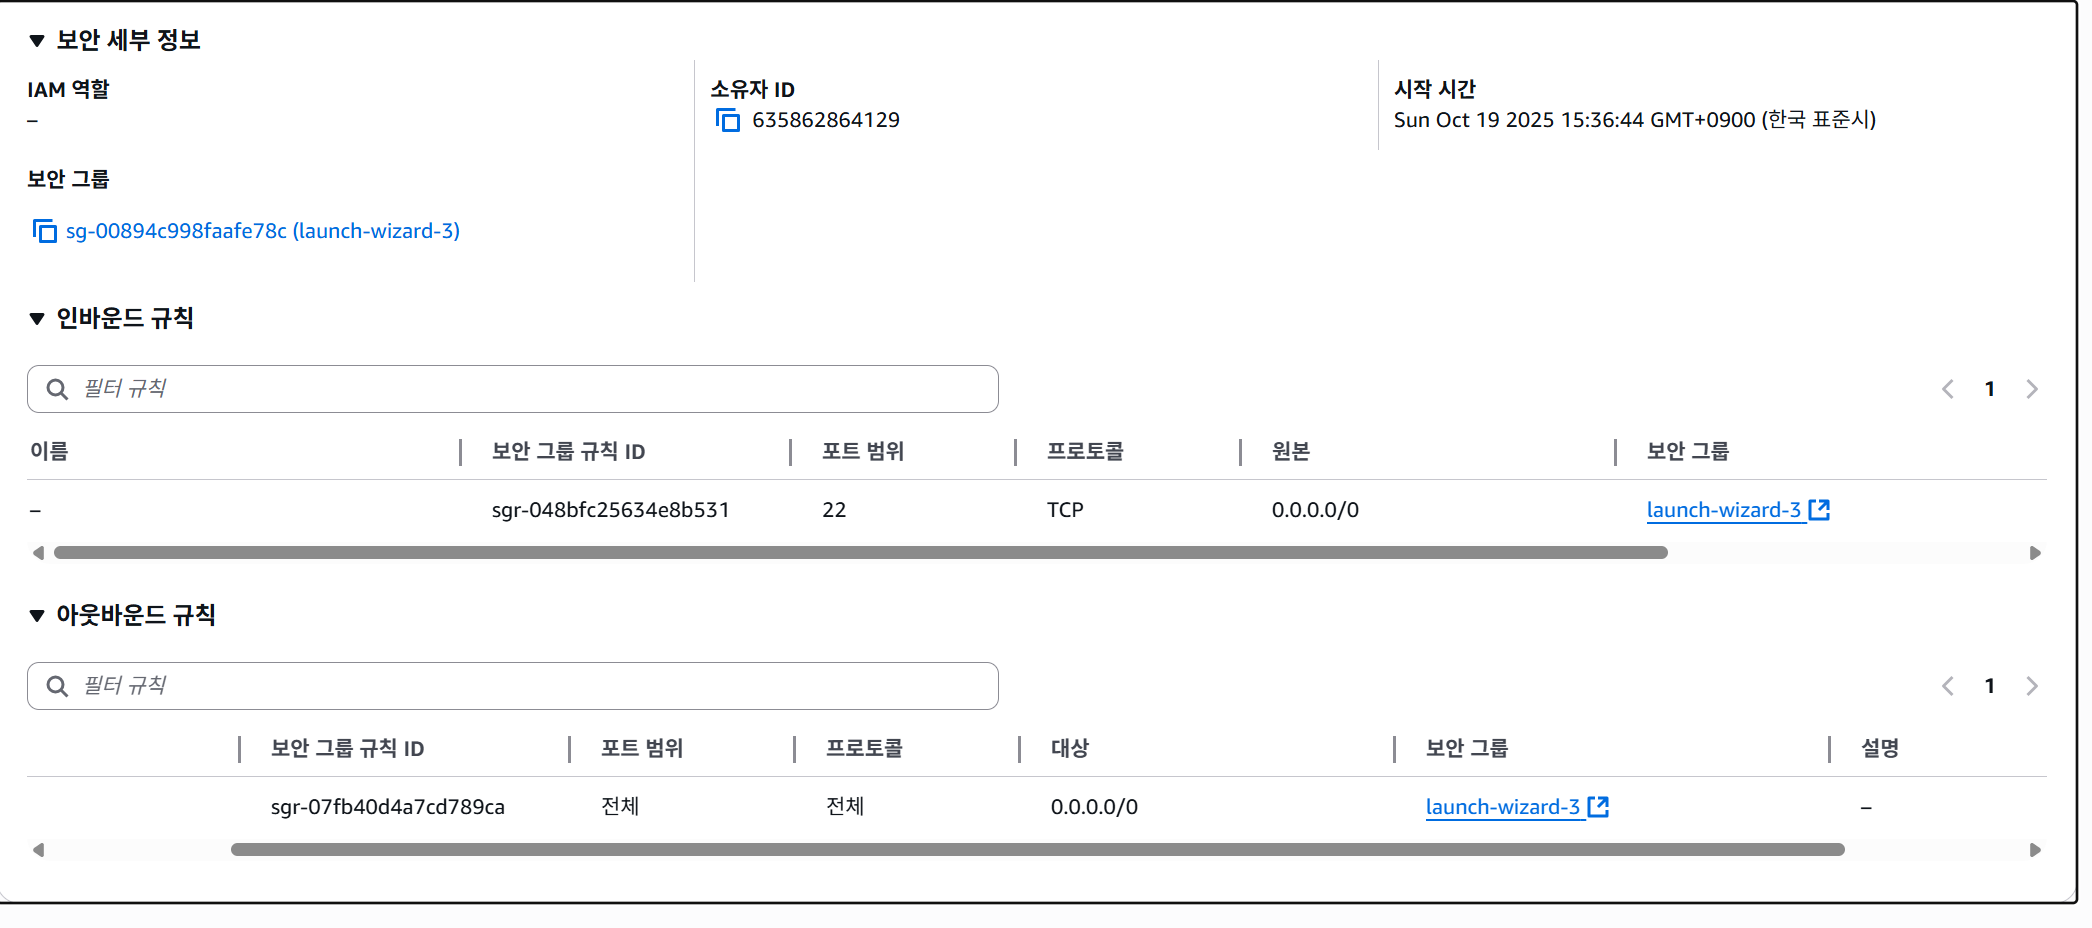 보안 세부 정보
IAM 역할
–
소유자 ID
635862864129
시작 시간
Sun Oct 19 2025 15:36:44 GMT+0900 (한국 표준시)
보안 그룹
sg-00894c998faafe78c (launch-wizard-3)
인바운드 규칙
필터 규칙
1
이름 보안 그룹 규칙 ID 포트 범위 프로토콜 원본 보안 그룹
– sgr-048bfc25634e8b531 22 TCP 0.0.0.0/0 launch-wizard-3
아웃바운드 규칙
필터 규칙
1
보안 그룹 규칙 ID 포트 범위 프로토콜 대상 보안 그룹 설명
sgr-07fb40d4a7cd789ca 전체 전체 0.0.0.0/0 launch-wizard-3 –